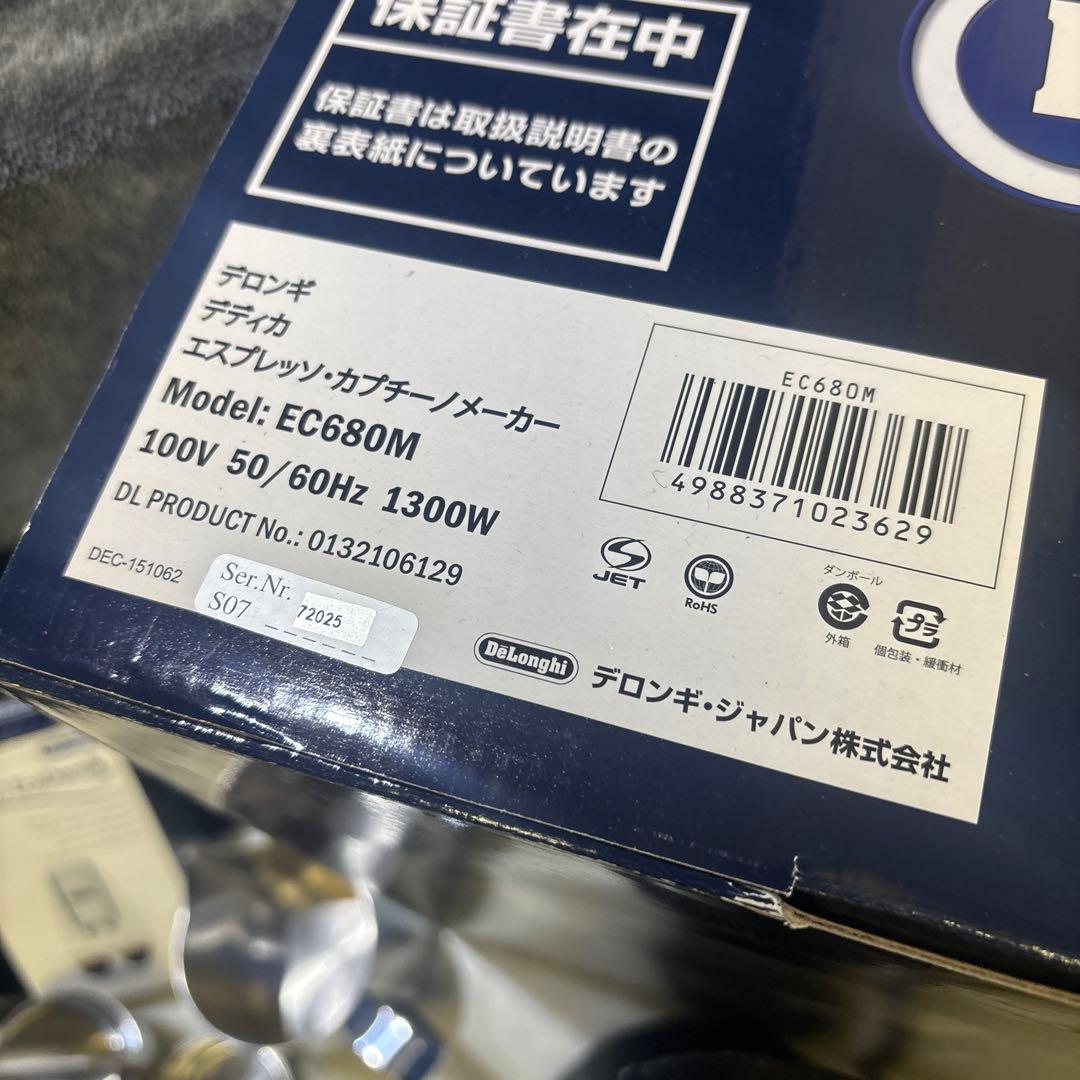 保証書在中
保証書は取扱説明書の
裏表紙についています
デロンギ
デディカ
エスプレッソ・カプチーノメーカー
Model: EC680M
100V 50/60Hz 1300W
DL PRODUCT No.: 0132106129
DEC-151062
Ser.Nr.
S07 72025
EC680M
4988371023629
JET
RoHS
ダンボール
外箱
プラ
個包装・緩衝材
DeLonghi
デロンギ・ジャパン株式会社